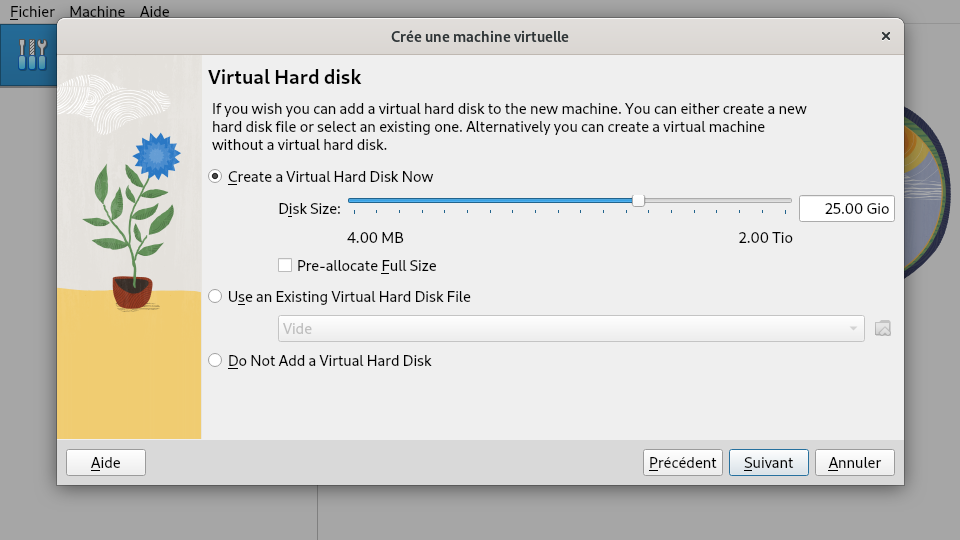 Fichier Machine Aide
Crée une machine virtuelle
Virtual Hard disk
If you wish you can add a virtual hard disk to the new machine. You can either create a new
hard disk file or select an existing one. Alternatively you can create a virtual machine
without a virtual hard disk.
Create a Virtual Hard Disk Now
Disk Size: 25.00 Gio
4.00 MB 2.00 Tio
Pre-allocate Full Size
Use an Existing Virtual Hard Disk File
Vide
Do Not Add a Virtual Hard Disk
Aide Précédent Suivant Annuler